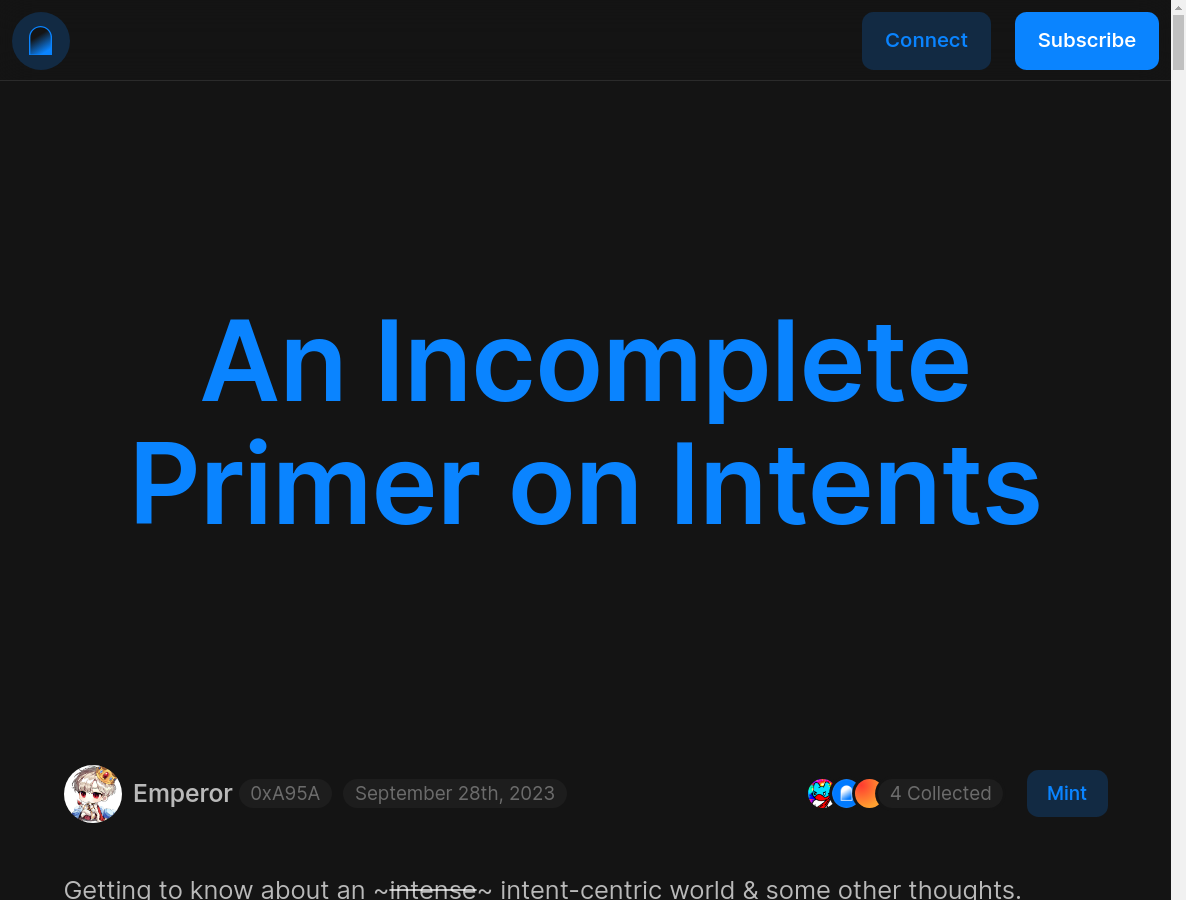 Connect
Subscribe
An Incomplete
Primer on Intents
Emperor 0xA95A September 28th, 2023
4 Collected
Mint
Getting to know about an ~intense~ intent-centric world & some other thoughts.